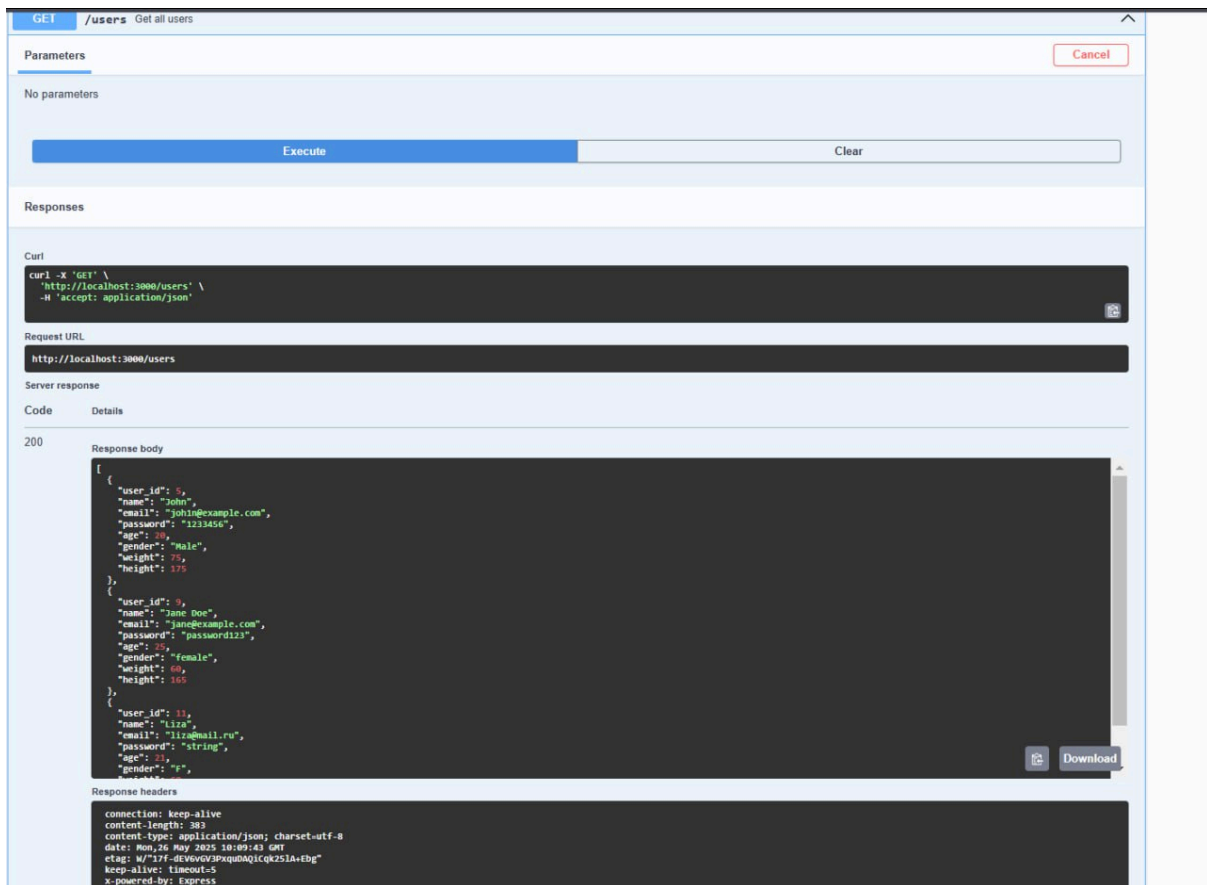 GET /users Get all users
Parameters Cancel
No parameters
Execute Clear
Responses
Curl
curl -X 'GET' \
'http://localhost:3000/users' \
-H 'accept: application/json'
Request URL
http://localhost:3000/users
Server response
Code Details
200
Response body
[
{
"user_id": 5,
"name": "John",
"email": "john@example.com",
"password": "1233456",
"age": 20,
"gender": "Male",
"weight": 75,
"height": 175
},
{
"user_id": 9,
"name": "Jane Doe",
"email": "jane@example.com",
"password": "password123",
"age": 25,
"gender": "female",
"weight": 60,
"height": 165
},
{
"user_id": 11,
"name": "Liza",
"email": "liza@mail.ru",
"password": "string",
"age": 21,
"gender": "F",
Download
Response headers
connection: keep-alive
content-length: 383
content-type: application/json; charset=utf-8
date: Mon,26 May 2025 10:09:43 GMT
keep-alive: timeout=5
x-powered-by: Express